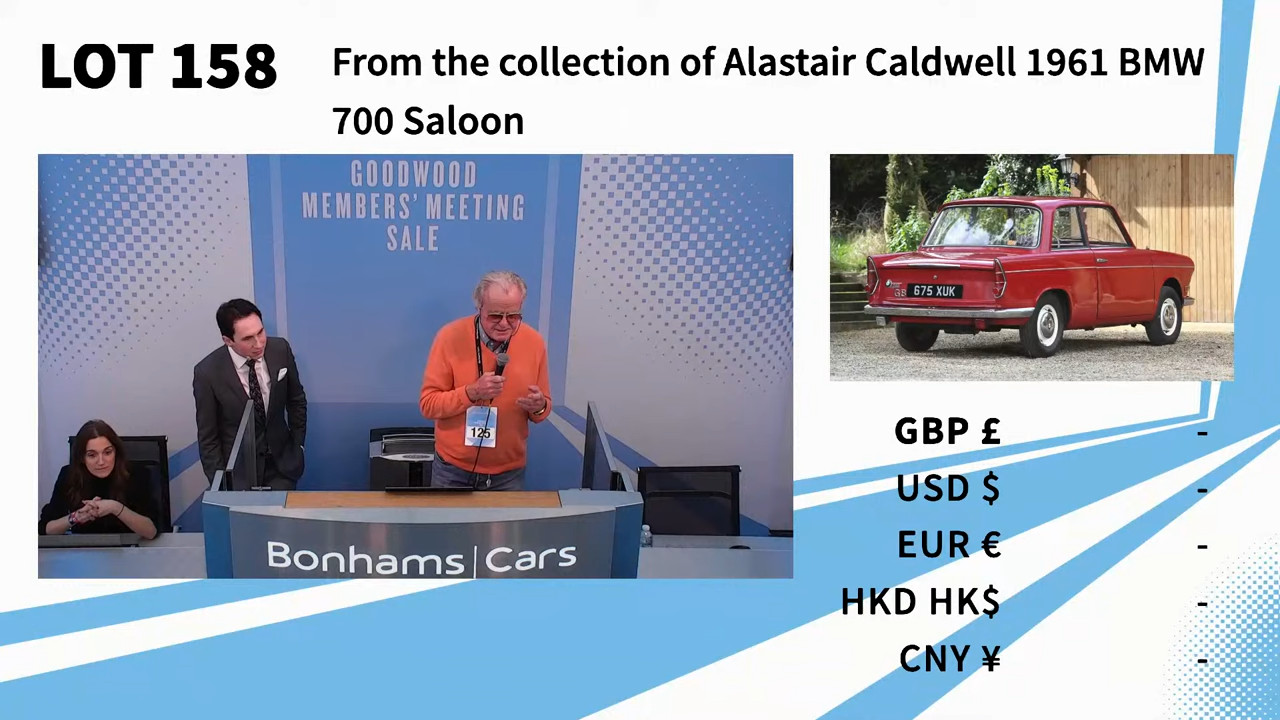 LOT 158
From the collection of Alastair Caldwell 1961 BMW
700 Saloon
GOODWOOD
MEMBERS' MEETING
SALE
125
Bonhams|Cars
GB
675 XUK
GBP £ -
USD $ -
EUR € -
HKD HK$ -
CNY ¥ -